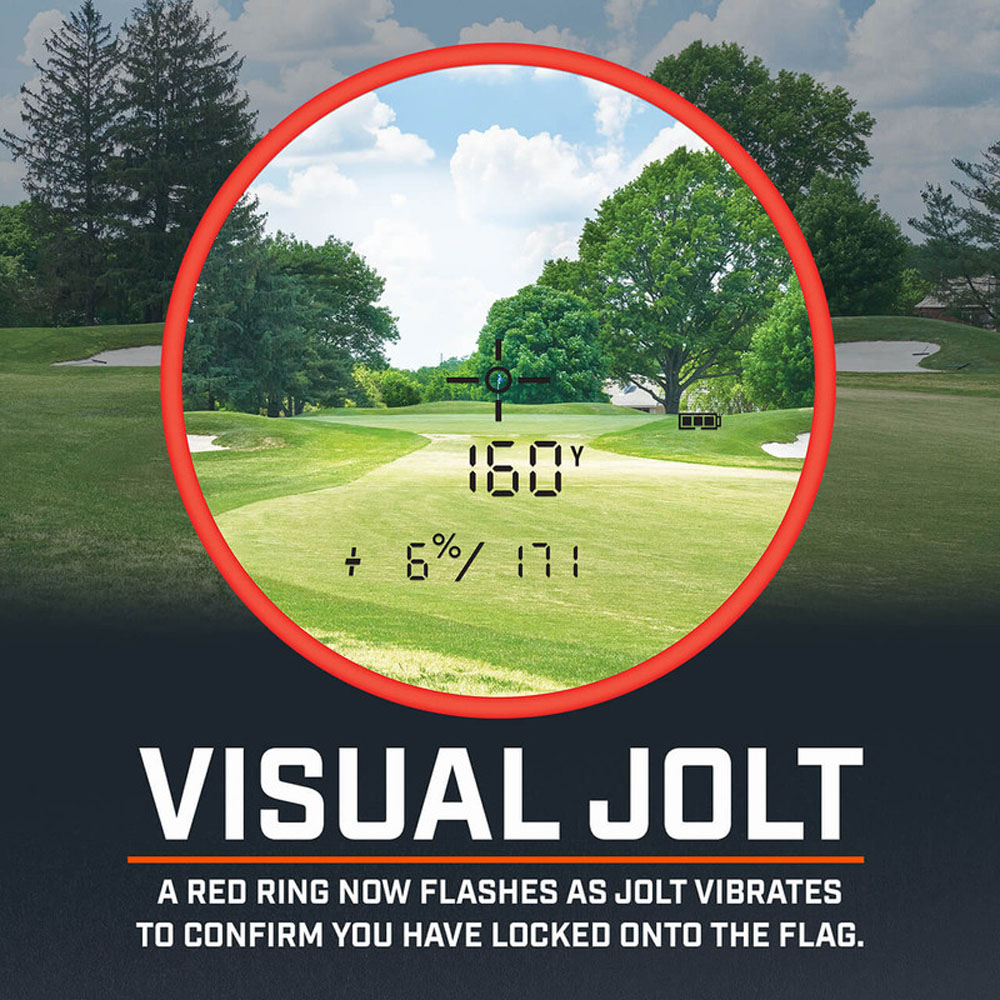 160Y
+ 6%/ 171
VISUAL JOLT
A RED RING NOW FLASHES AS JOLT VIBRATES
TO CONFIRM YOU HAVE LOCKED ONTO THE FLAG.